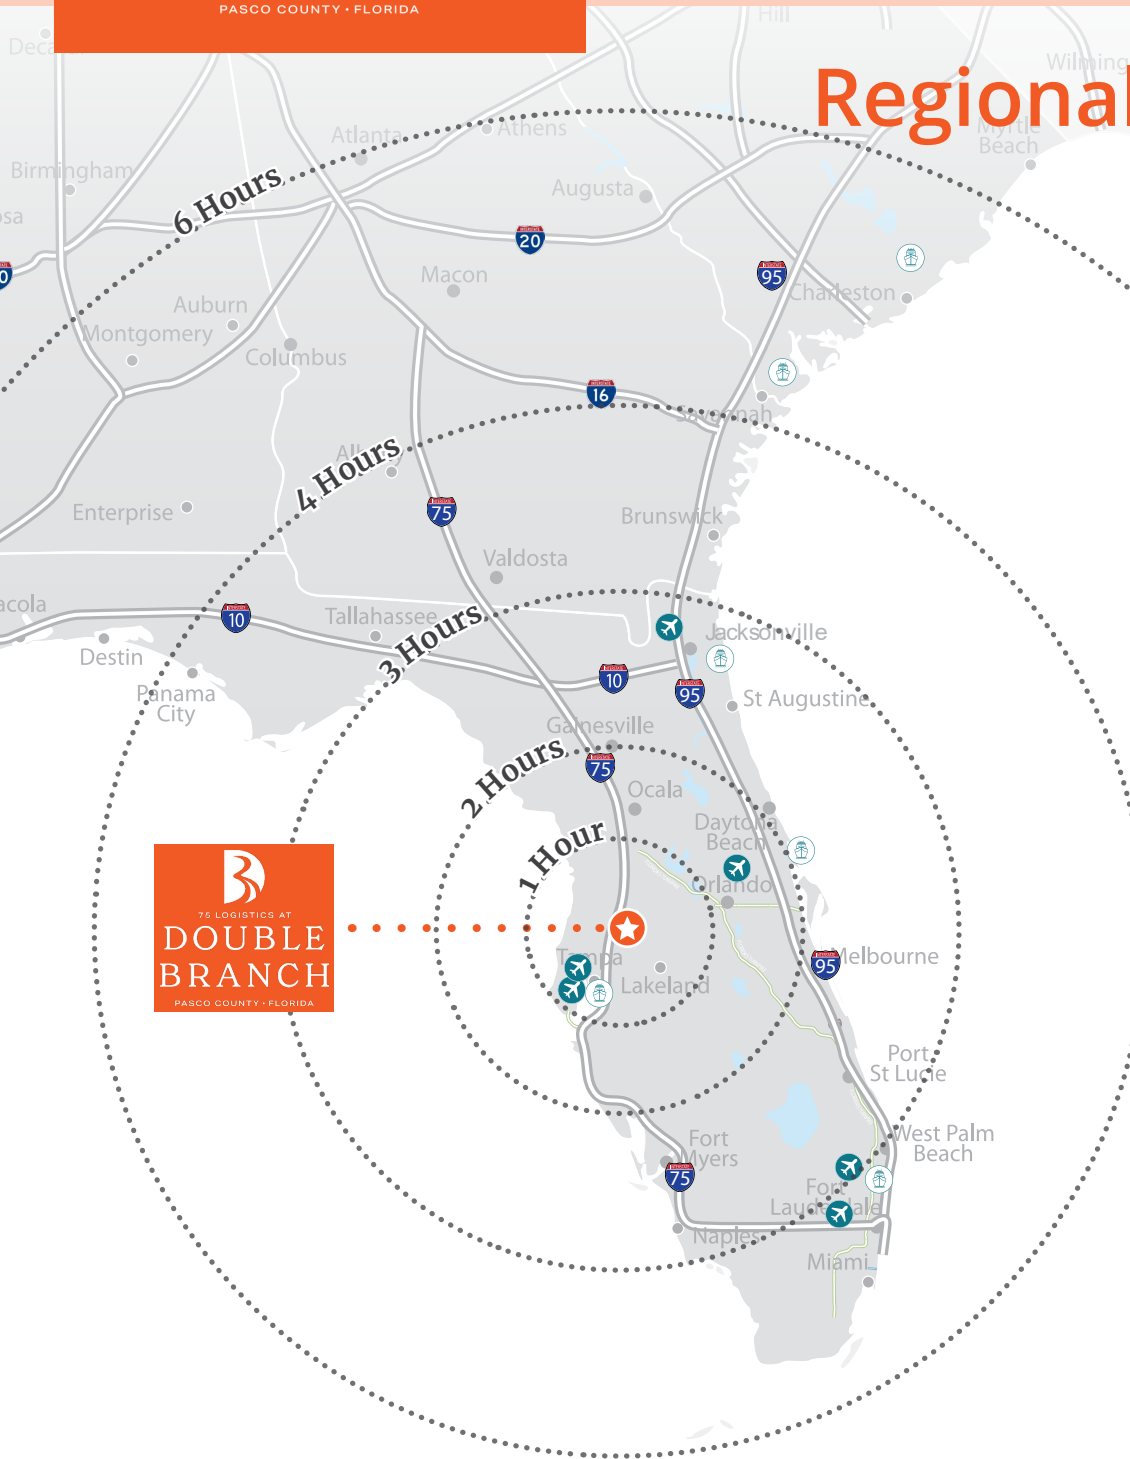 PASCO COUNTY • FLORIDA
Hill
Regional
Atlanta
Athens
Myrtle
Beach
Birmingham
6 Hours
Augusta
20
Macon
95
Charleston
Auburn
Montgomery
Columbus
16
Savannah
4 Hours
75
Enterprise
Brunswick
Valdosta
10
Tallahassee
3 Hours
Jacksonville
Destin
10
Panama
City
95
St Augustine
Gainesville
2 Hours
75
Ocala
Daytona
Beach
1 Hour
Orlando
75 LOGISTICS AT
DOUBLE
BRANCH
PASCO COUNTY • FLORIDA
Tampa
Lakeland
95
Melbourne
Port
St Lucie
West Palm
Beach
Fort
Myers
75
Fort
Lauderdale
Naples
Miami